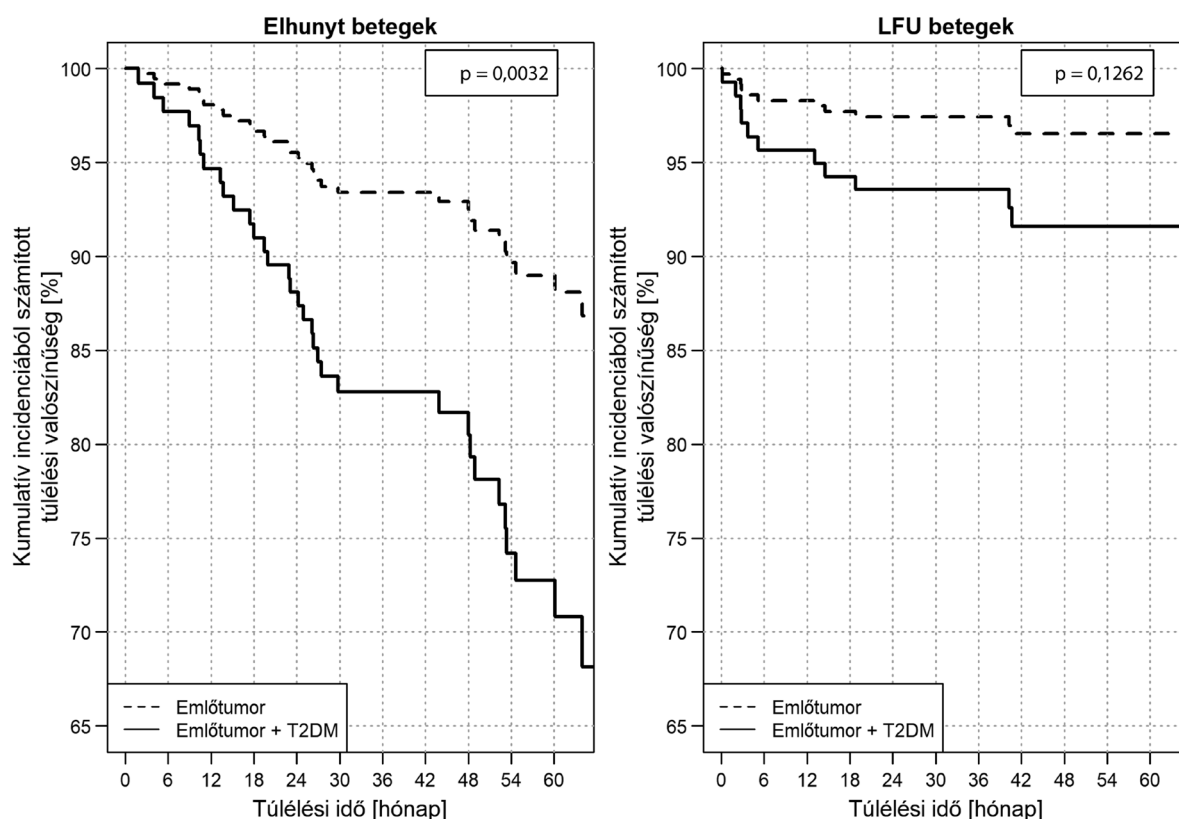 Elhunyt betegek
p = 0,0032
Kumulatív incidenciából számított
túlélési valószínűség [%]
100
95
90
85
80
75
70
65
Emlőtumor
Emlőtumor + T2DM
0 6 12 18 24 30 36 42 48 54 60
Túlélési idő [hónap]
LFU betegek
p = 0,1262
Kumulatív incidenciából számított
túlélési valószínűség [%]
100
95
90
85
80
75
70
65
Emlőtumor
Emlőtumor + T2DM
0 6 12 18 24 30 36 42 48 54 60
Túlélési idő [hónap]